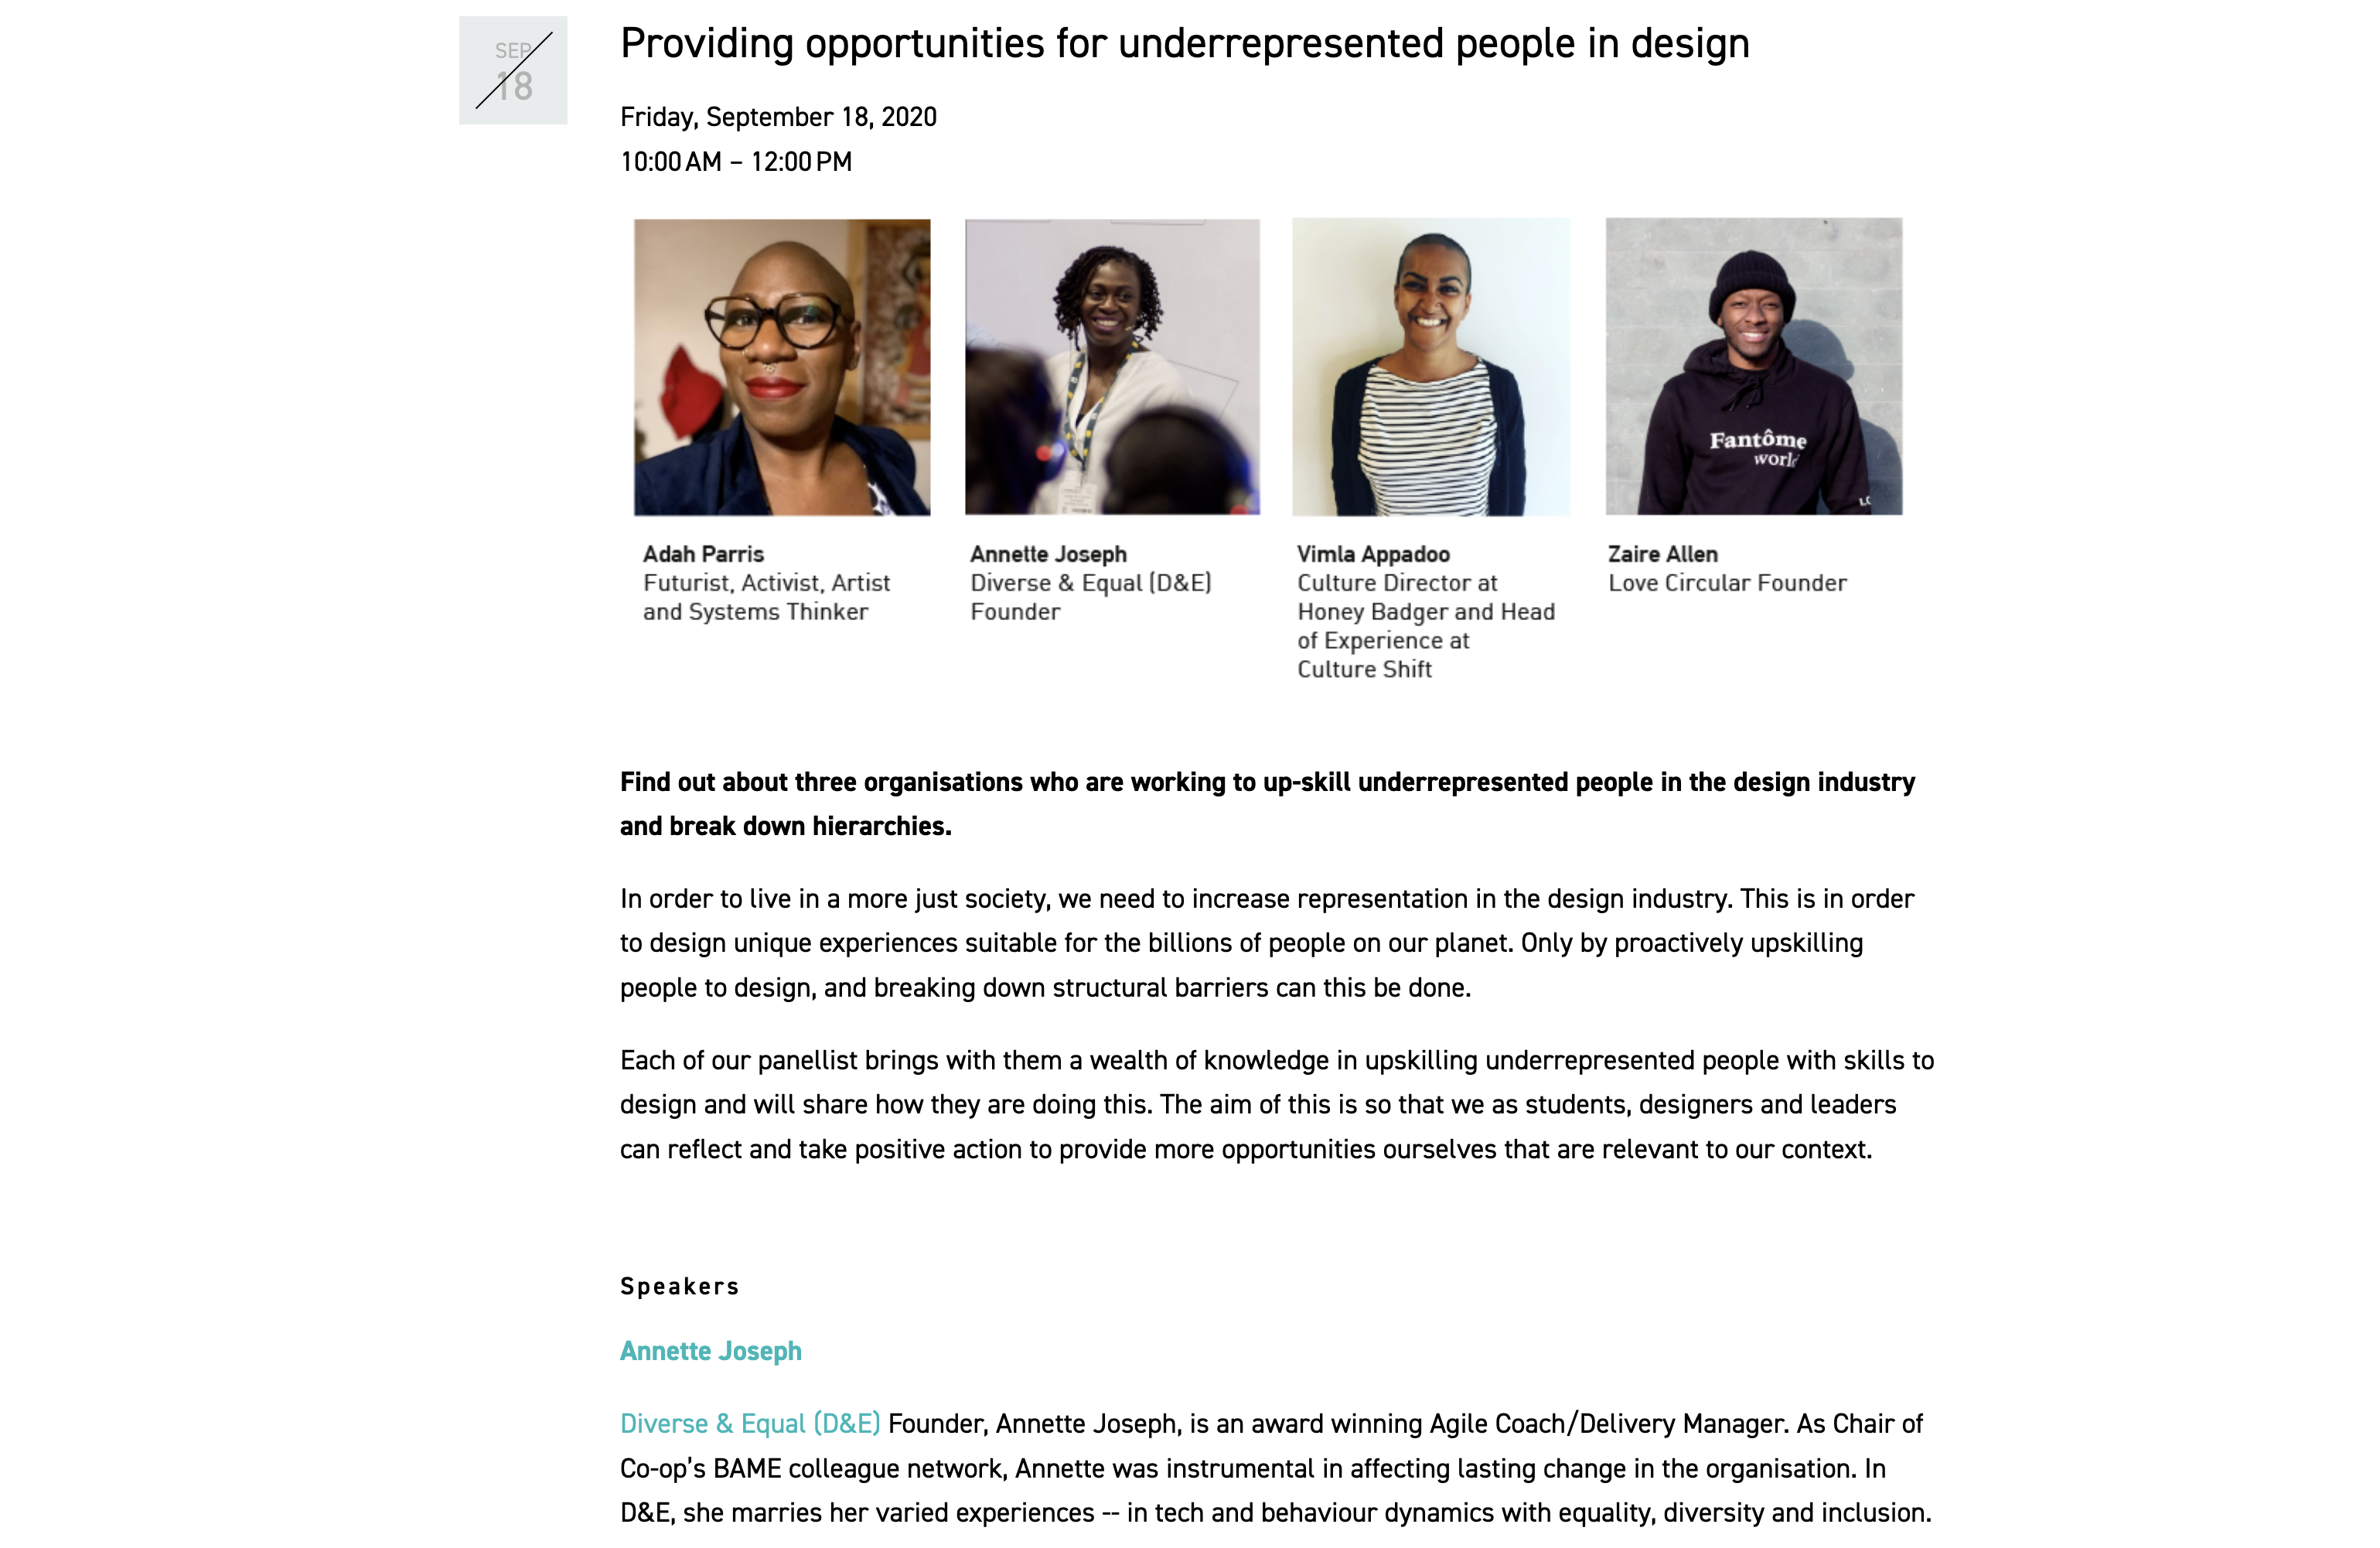 SEP
18
Providing opportunities for underrepresented people in design
Friday, September 18, 2020
10:00 AM – 12:00 PM
Fantôme
world
LO
Adah Parris
Futurist, Activist, Artist
and Systems Thinker
Annette Joseph
Diverse & Equal (D&E)
Founder
Vimla Appadoo
Culture Director at
Honey Badger and Head
of Experience at
Culture Shift
Zaire Allen
Love Circular Founder
Find out about three organisations who are working to up-skill underrepresented people in the design industry
and break down hierarchies.
In order to live in a more just society, we need to increase representation in the design industry. This is in order
to design unique experiences suitable for the billions of people on our planet. Only by proactively upskilling
people to design, and breaking down structural barriers can this be done.
Each of our panellist brings with them a wealth of knowledge in upskilling underrepresented people with skills to
design and will share how they are doing this. The aim of this is so that we as students, designers and leaders
can reflect and take positive action to provide more opportunities ourselves that are relevant to our context.
Speakers
Annette Joseph
Diverse & Equal (D&E) Founder, Annette Joseph, is an award winning Agile Coach/Delivery Manager. As Chair of
Co-op's BAME colleague network, Annette was instrumental in affecting lasting change in the organisation. In
D&E, she marries her varied experiences -- in tech and behaviour dynamics with equality, diversity and inclusion.